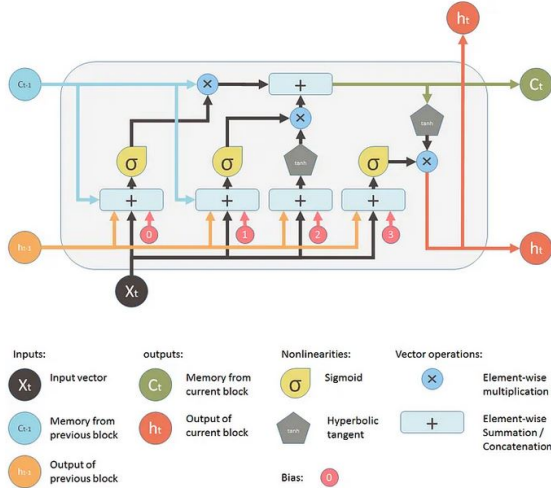 ht
Ct-1
×
+
Ct
tanh
×
tanh
σ
σ
σ
×
+
+
+
+
0
1
2
3
ht-1
ht
Xt
Inputs:
outputs:
Nonlinearities:
Vector operations:
Xt
Input vector
Ct
Memory from
current block
σ
Sigmoid
×
Element-wise
multiplication
Ct-1
Memory from
previous block
ht
Output of
current block
tanh
Hyperbolic
tangent
+
Element-wise
Summation /
Concatenation
ht-1
Output of
previous block
Bias:
0